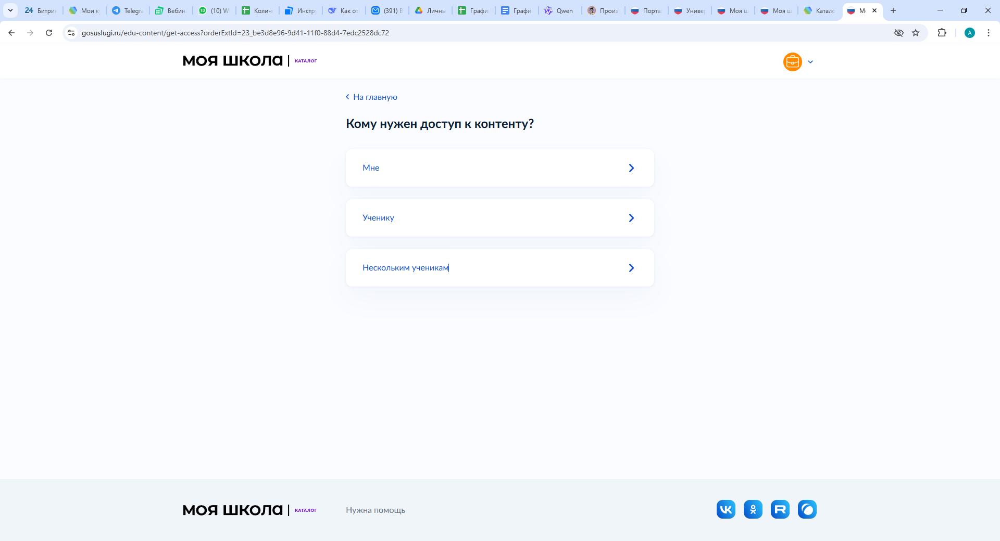 24 Битри
Мои к
Telegra
Вебин
10 (10) W
Колич
Инстр
Как от
(391) В
Личнь
Графи
Графи
Qwen
Произ
Порта
Униве
Моя ш
Моя ш
Катало
М
gosuslugi.ru/edu-content/get-access?orderExtId=23_be3d8e96-9d41-11f0-88d4-7edc2528dc72
A
МОЯ ШКОЛА | КАТАЛОГ
На главную
Кому нужен доступ к контенту?
Мне
Ученику
Нескольким ученикам
МОЯ ШКОЛА | КАТАЛОГ
Нужна помощь